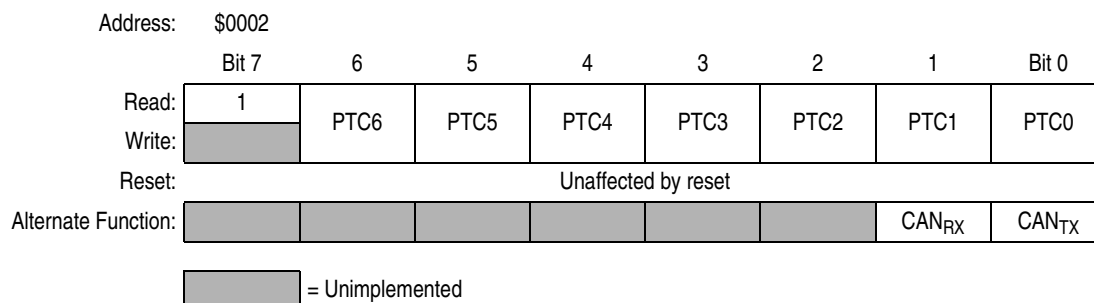 Address: $0002
Bit 7 6 5 4 3 2 1 Bit 0
Read: 1 PTC6 PTC5 PTC4 PTC3 PTC2 PTC1 PTC0
Write:
Reset: Unaffected by reset
Alternate Function: CANRX CANTX
= Unimplemented